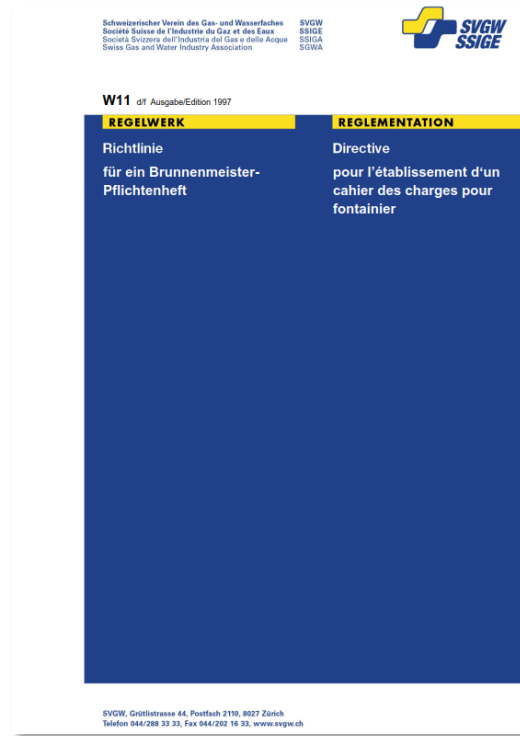 Schweizerischer Verein des Gas- und Wasserfaches SVGW
Société Suisse de l'Industrie du Gaz et des Eaux SSIGE
Società Svizzera dell'Industria del Gas e delle Acque SSIGA
Swiss Gas and Water Industry Association SGWA
SVGW
SSIGE
W11 d/f Ausgabe/Edition 1997
REGELWERK
Richtlinie
für ein Brunnenmeister-
Pflichtenheft
REGLEMENTATION
Directive
pour l'établissement d'un
cahier des charges pour
fontainier
SVGW, Grütlistrasse 44, Postfach 2110, 8027 Zürich
Telefon 044/288 33 33, Fax 044/202 16 33, www.svgw.ch